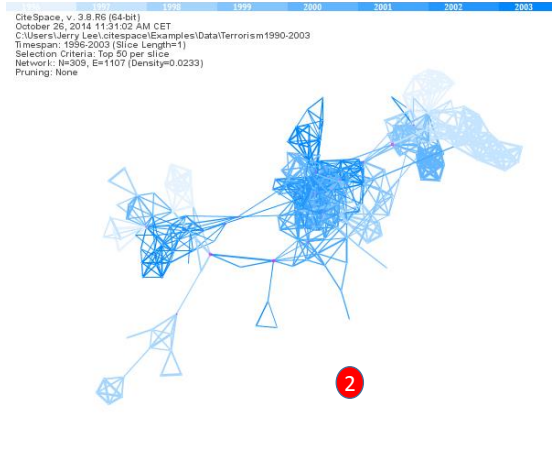 1996 1997 1998 1999 2000 2001 2002 2003
CiteSpace, v. 3.8.R6 (64-bit)
October 26, 2014 11:31:02 AM CET
C:\Users\Jerry Lee\.citespace\Examples\Data\Terrorism1990-2003
Timespan: 1996-2003 (Slice Length=1)
Selection Criteria: Top 50 per slice
Network: N=309, E=1107 (Density=0.0233)
Pruning: None
2